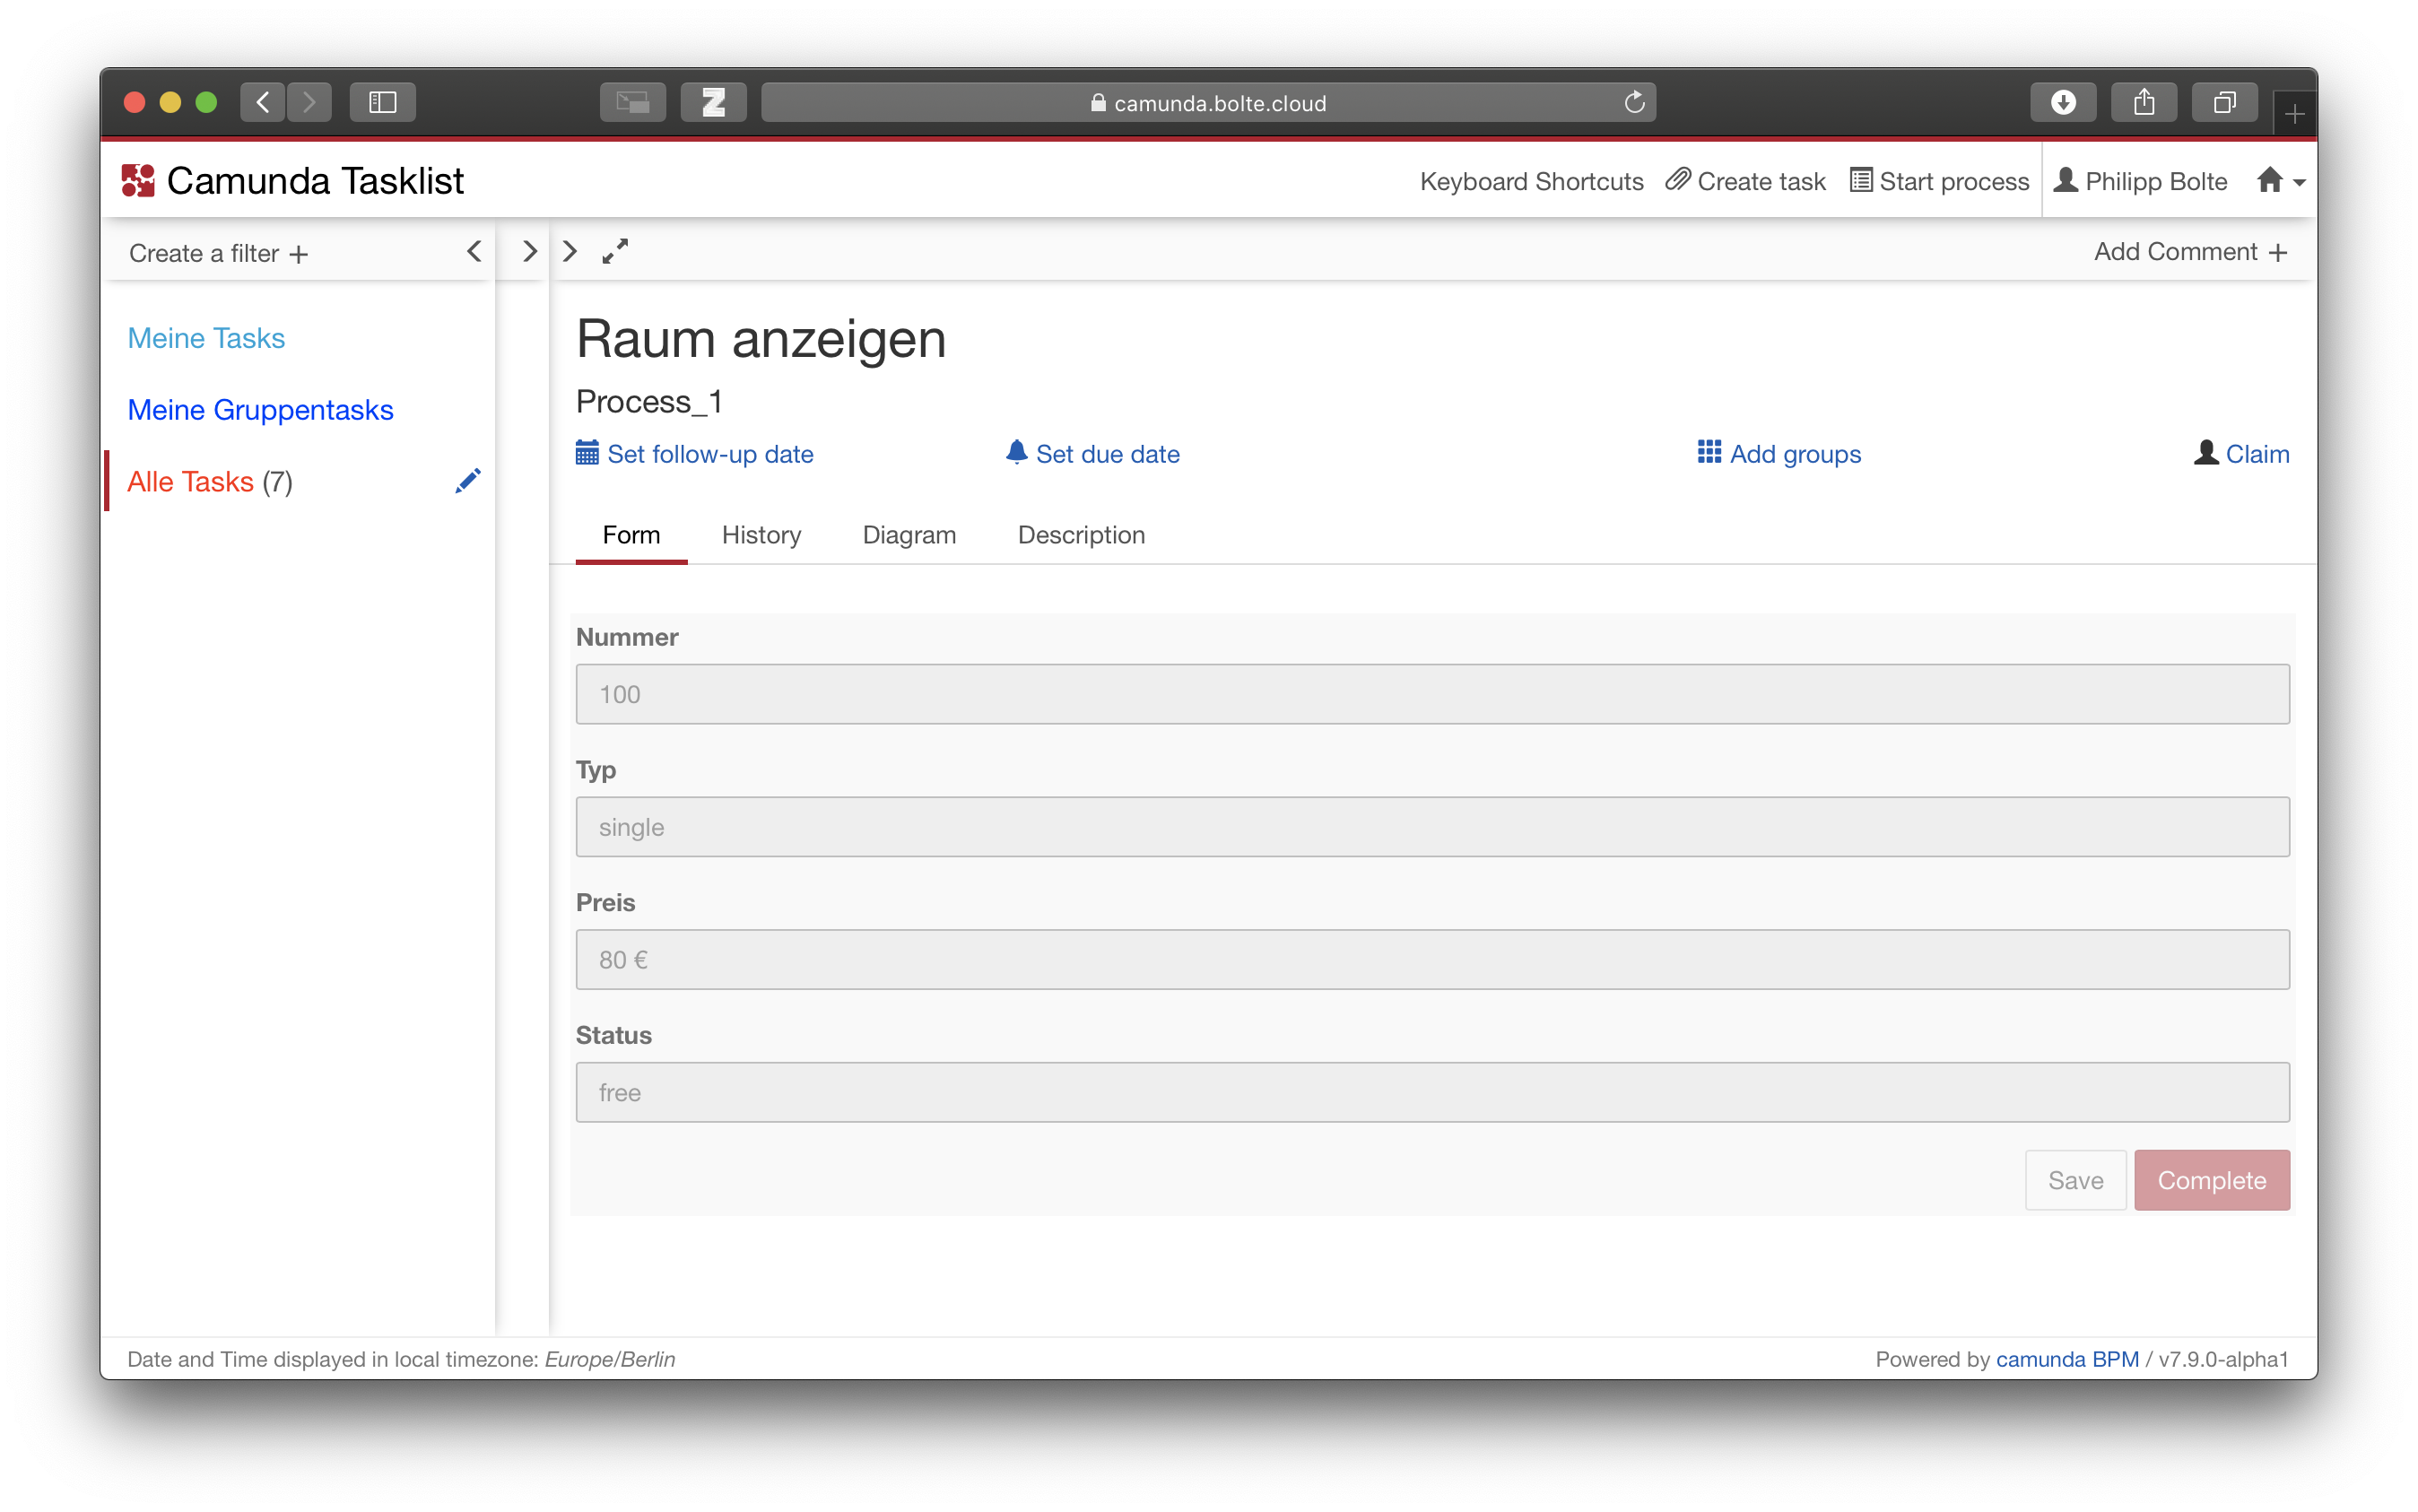 camunda.bolte.cloud
Camunda Tasklist
Keyboard Shortcuts Create task Start process Philipp Bolte
Create a filter +
Add Comment +
Meine Tasks
Meine Gruppentasks
Alle Tasks (7)
Raum anzeigen
Process_1
Set follow-up date Set due date Add groups Claim
Form History Diagram Description
Nummer
100
Typ
single
Preis
80 €
Status
free
Save Complete
Date and Time displayed in local timezone: Europe/Berlin
Powered by camunda BPM / v7.9.0-alpha1